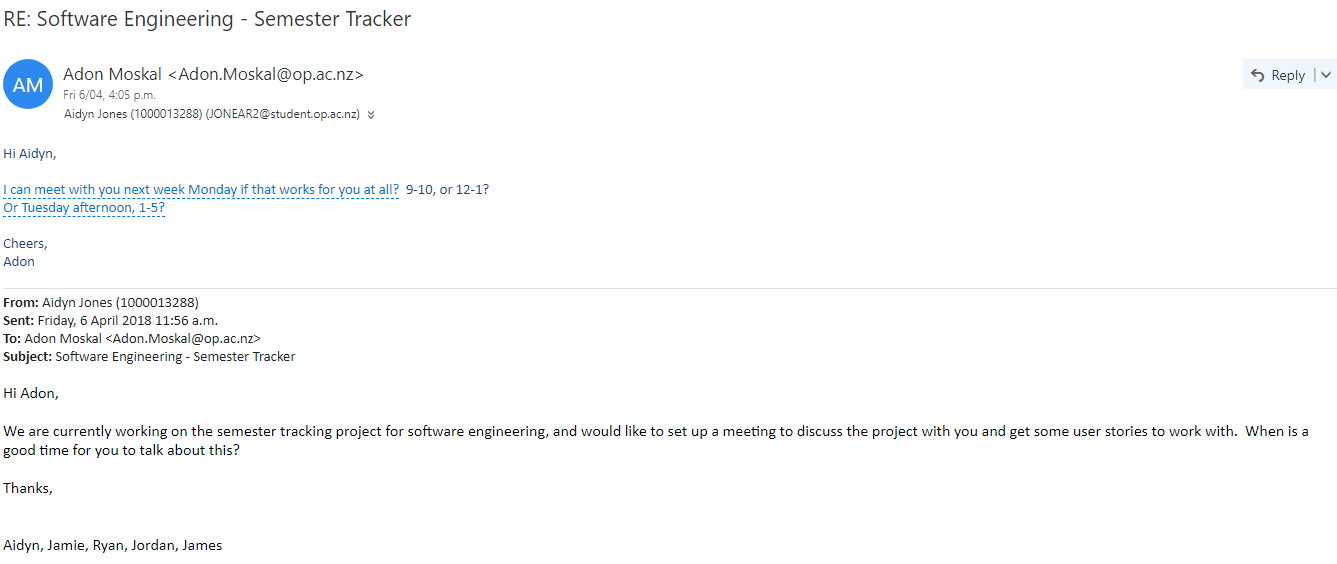 RE: Software Engineering - Semester Tracker
AM
Adon Moskal <Adon.Moskal@op.ac.nz>
Reply
Fri 6/04, 4:05 p.m.
Aidyn Jones (1000013288) (JONEAR2@student.op.ac.nz)
Hi Aidyn,
I can meet with you next week Monday if that works for you at all?  9-10, or 12-1?
Or Tuesday afternoon, 1-5?
Cheers,
Adon
From: Aidyn Jones (1000013288)
Sent: Friday, 6 April 2018 11:56 a.m.
To: Adon Moskal <Adon.Moskal@op.ac.nz>
Subject: Software Engineering - Semester Tracker
Hi Adon,
We are currently working on the semester tracking project for software engineering, and would like to set up a meeting to discuss the project with you and get some user stories to work with.  When is a
good time for you to talk about this?
Thanks,
Aidyn, Jamie, Ryan, Jordan, James